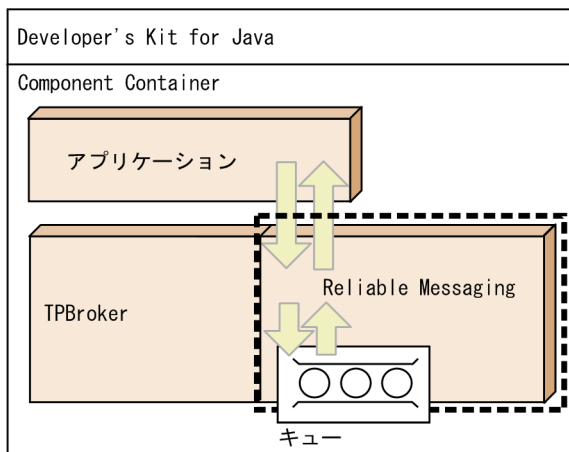 Developer's Kit for Java
Component Container
アプリケーション
Reliable Messaging
TPBroker
キュー